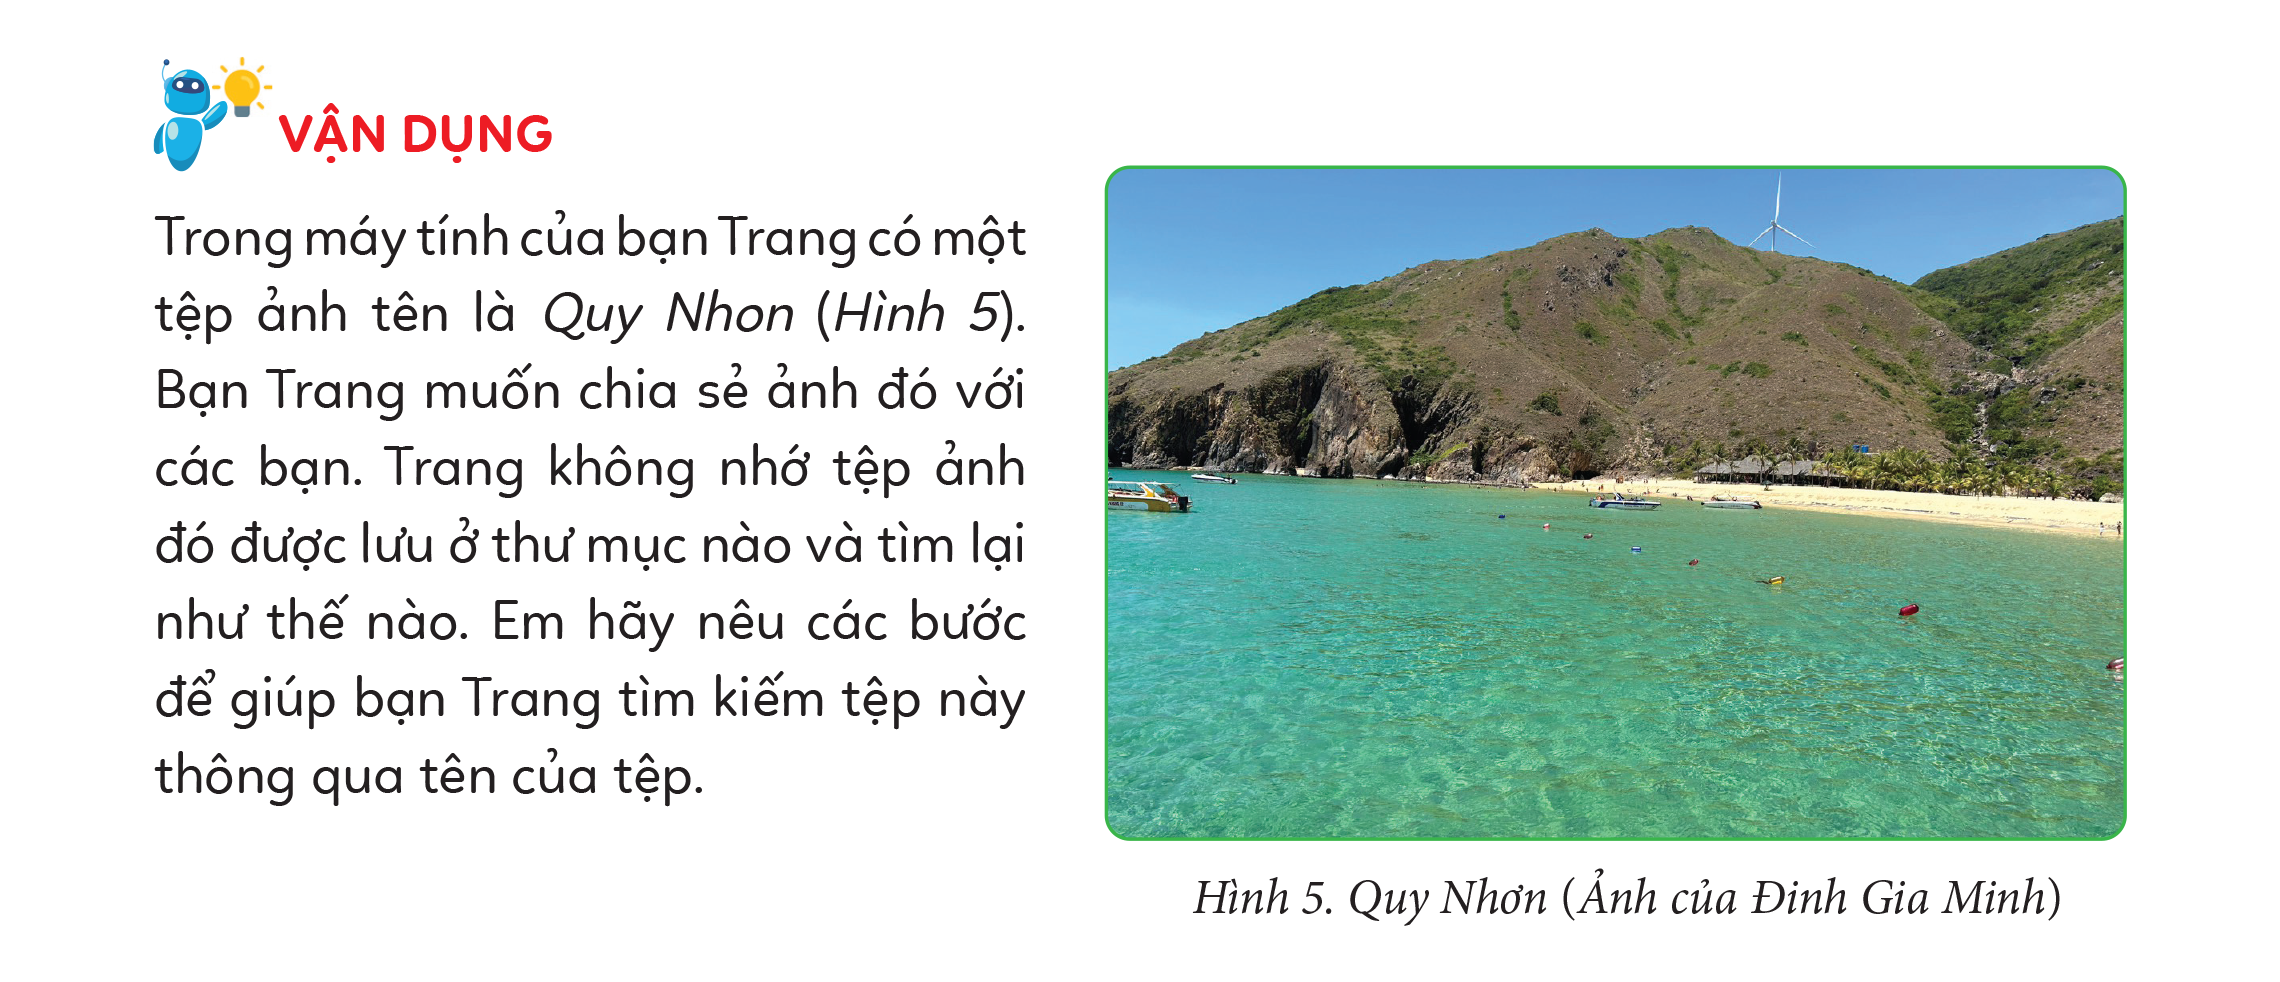 VẬN DỤNG
Trong máy tính của bạn Trang có một
tệp ảnh tên là Quy Nhon (Hình 5).
Bạn Trang muốn chia sẻ ảnh đó với
các bạn. Trang không nhớ tệp ảnh
đó được lưu ở thư mục nào và tìm lại
như thế nào. Em hãy nêu các bước
để giúp bạn Trang tìm kiếm tệp này
thông qua tên của tệp.
Hình 5. Quy Nhơn (Ảnh của Đinh Gia Minh)